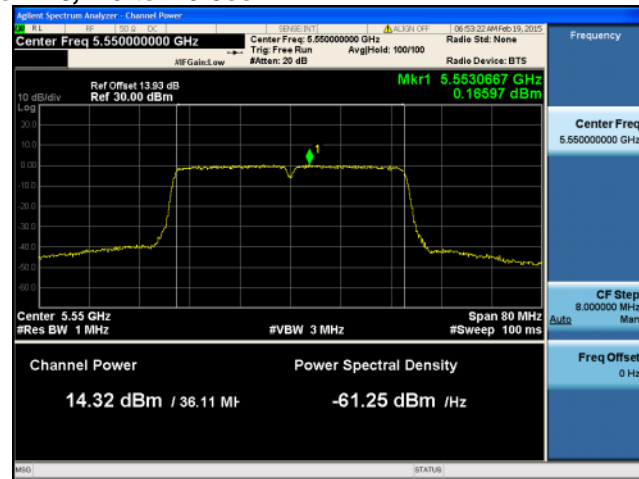 Agilent Spectrum Analyzer - Channel Power
RL RF 50 Ω DC SENSE:INT ALIGN OFF 06:53:22 AM Feb 19, 2015
Center Freq 5.550000000 GHz
Center Freq: 5.550000000 GHz
Radio Std: None
Trig: Free Run Avg|Hold: 100/100
#IFGain:Low #Atten: 20 dB Radio Device: BTS
Frequency
Ref Offset 13.93 dB
10 dB/div Ref 30.00 dBm
Mkr1 5.5530667 GHz
0.16597 dBm
Log
20.0
10.0
0.00
-10.0
-20.0
-30.0
-40.0
-50.0
-60.0
1
Center 5.55 GHz Span 80 MHz
#Res BW 1 MHz #VBW 3 MHz #Sweep 100 ms
Channel Power Power Spectral Density
14.32 dBm / 36.11 MH -61.25 dBm /Hz
Center Freq
5.550000000 GHz
CF Step
8.000000 MHz
Auto Man
Freq Offset
0 Hz
MSG STATUS